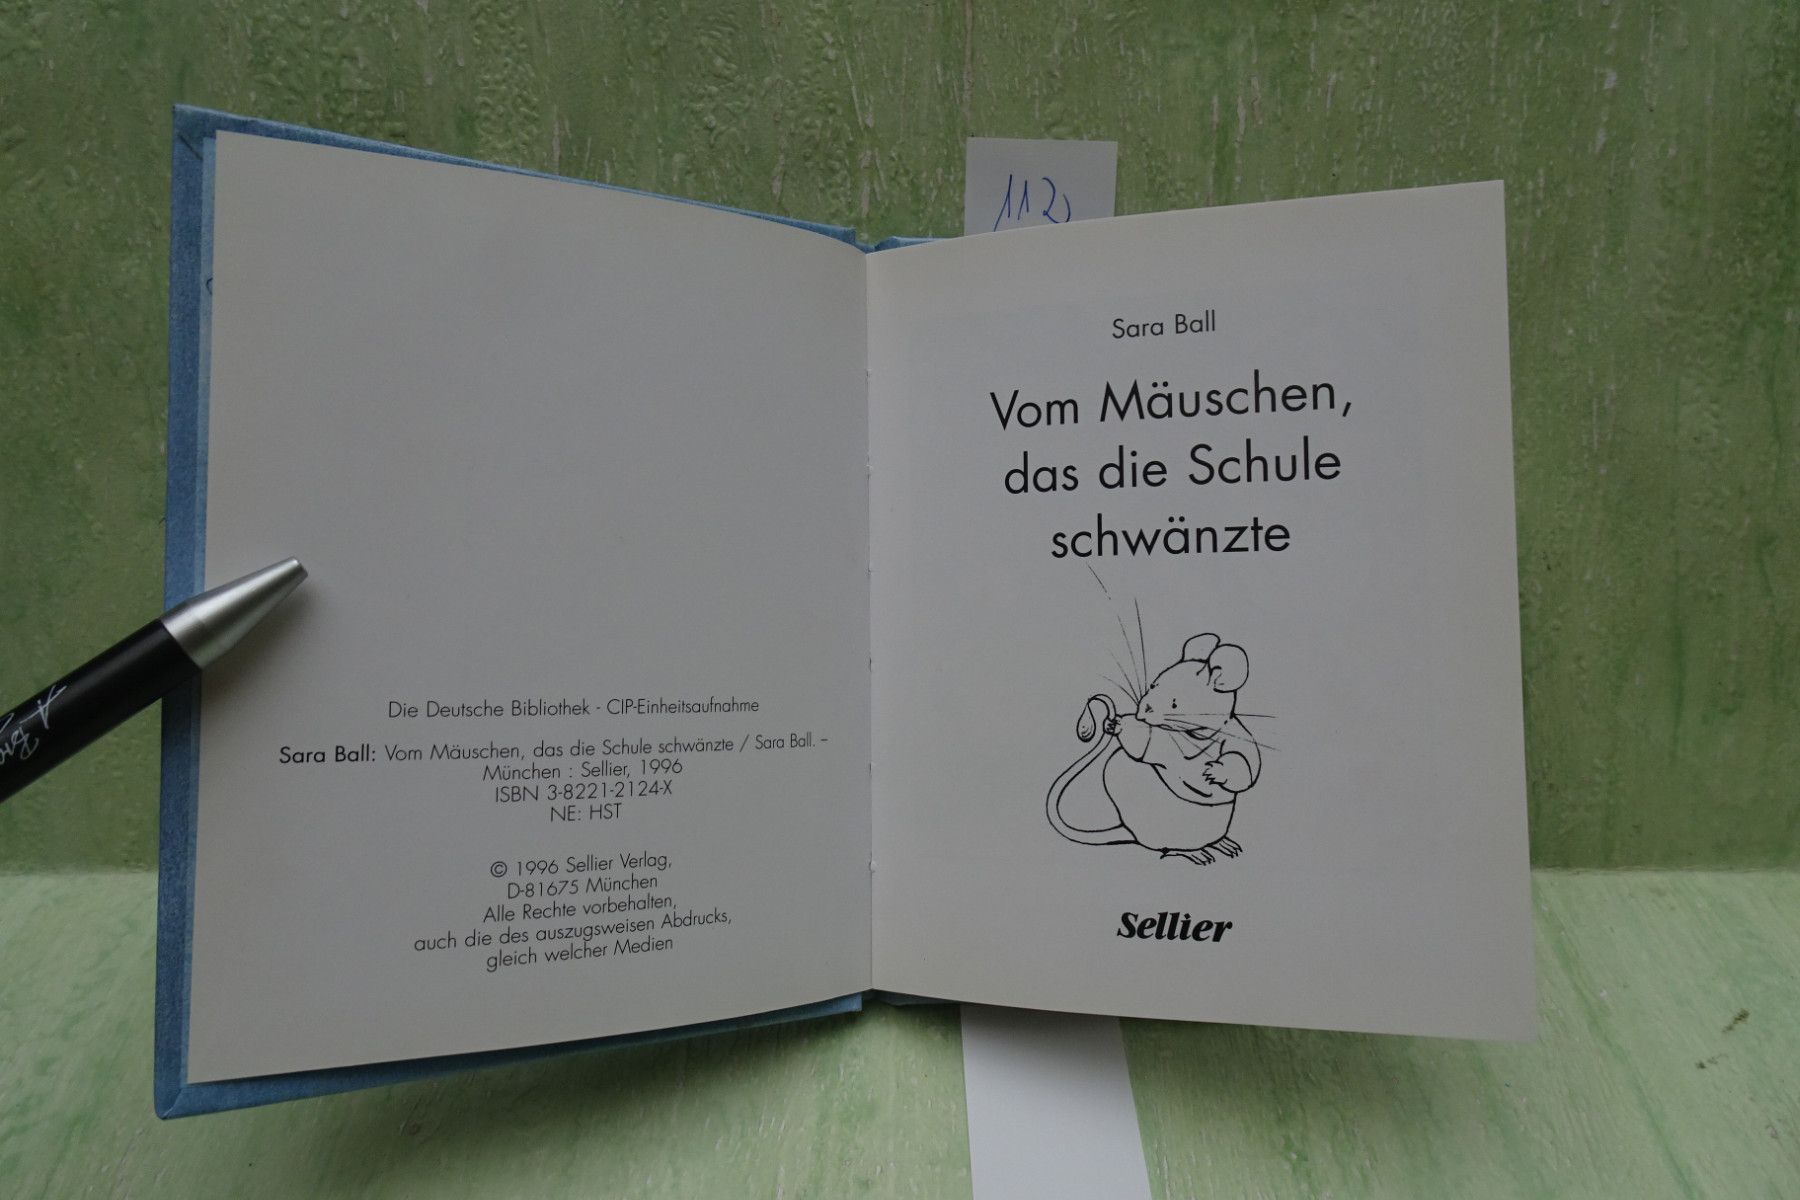 112
Die Deutsche Bibliothek - CIP-Einheitsaufnahme
Sara Ball: Vom Mäuschen, das die Schule schwänzte / Sara Ball. –
München : Sellier, 1996
ISBN 3-8221-2124-X
NE: HST
© 1996 Sellier Verlag,
D-81675 München
Alle Rechte vorbehalten,
auch die des auszugsweisen Abdrucks,
gleich welcher Medien
Sara Ball
Vom Mäuschen,
das die Schule
schwänzte
Sellier